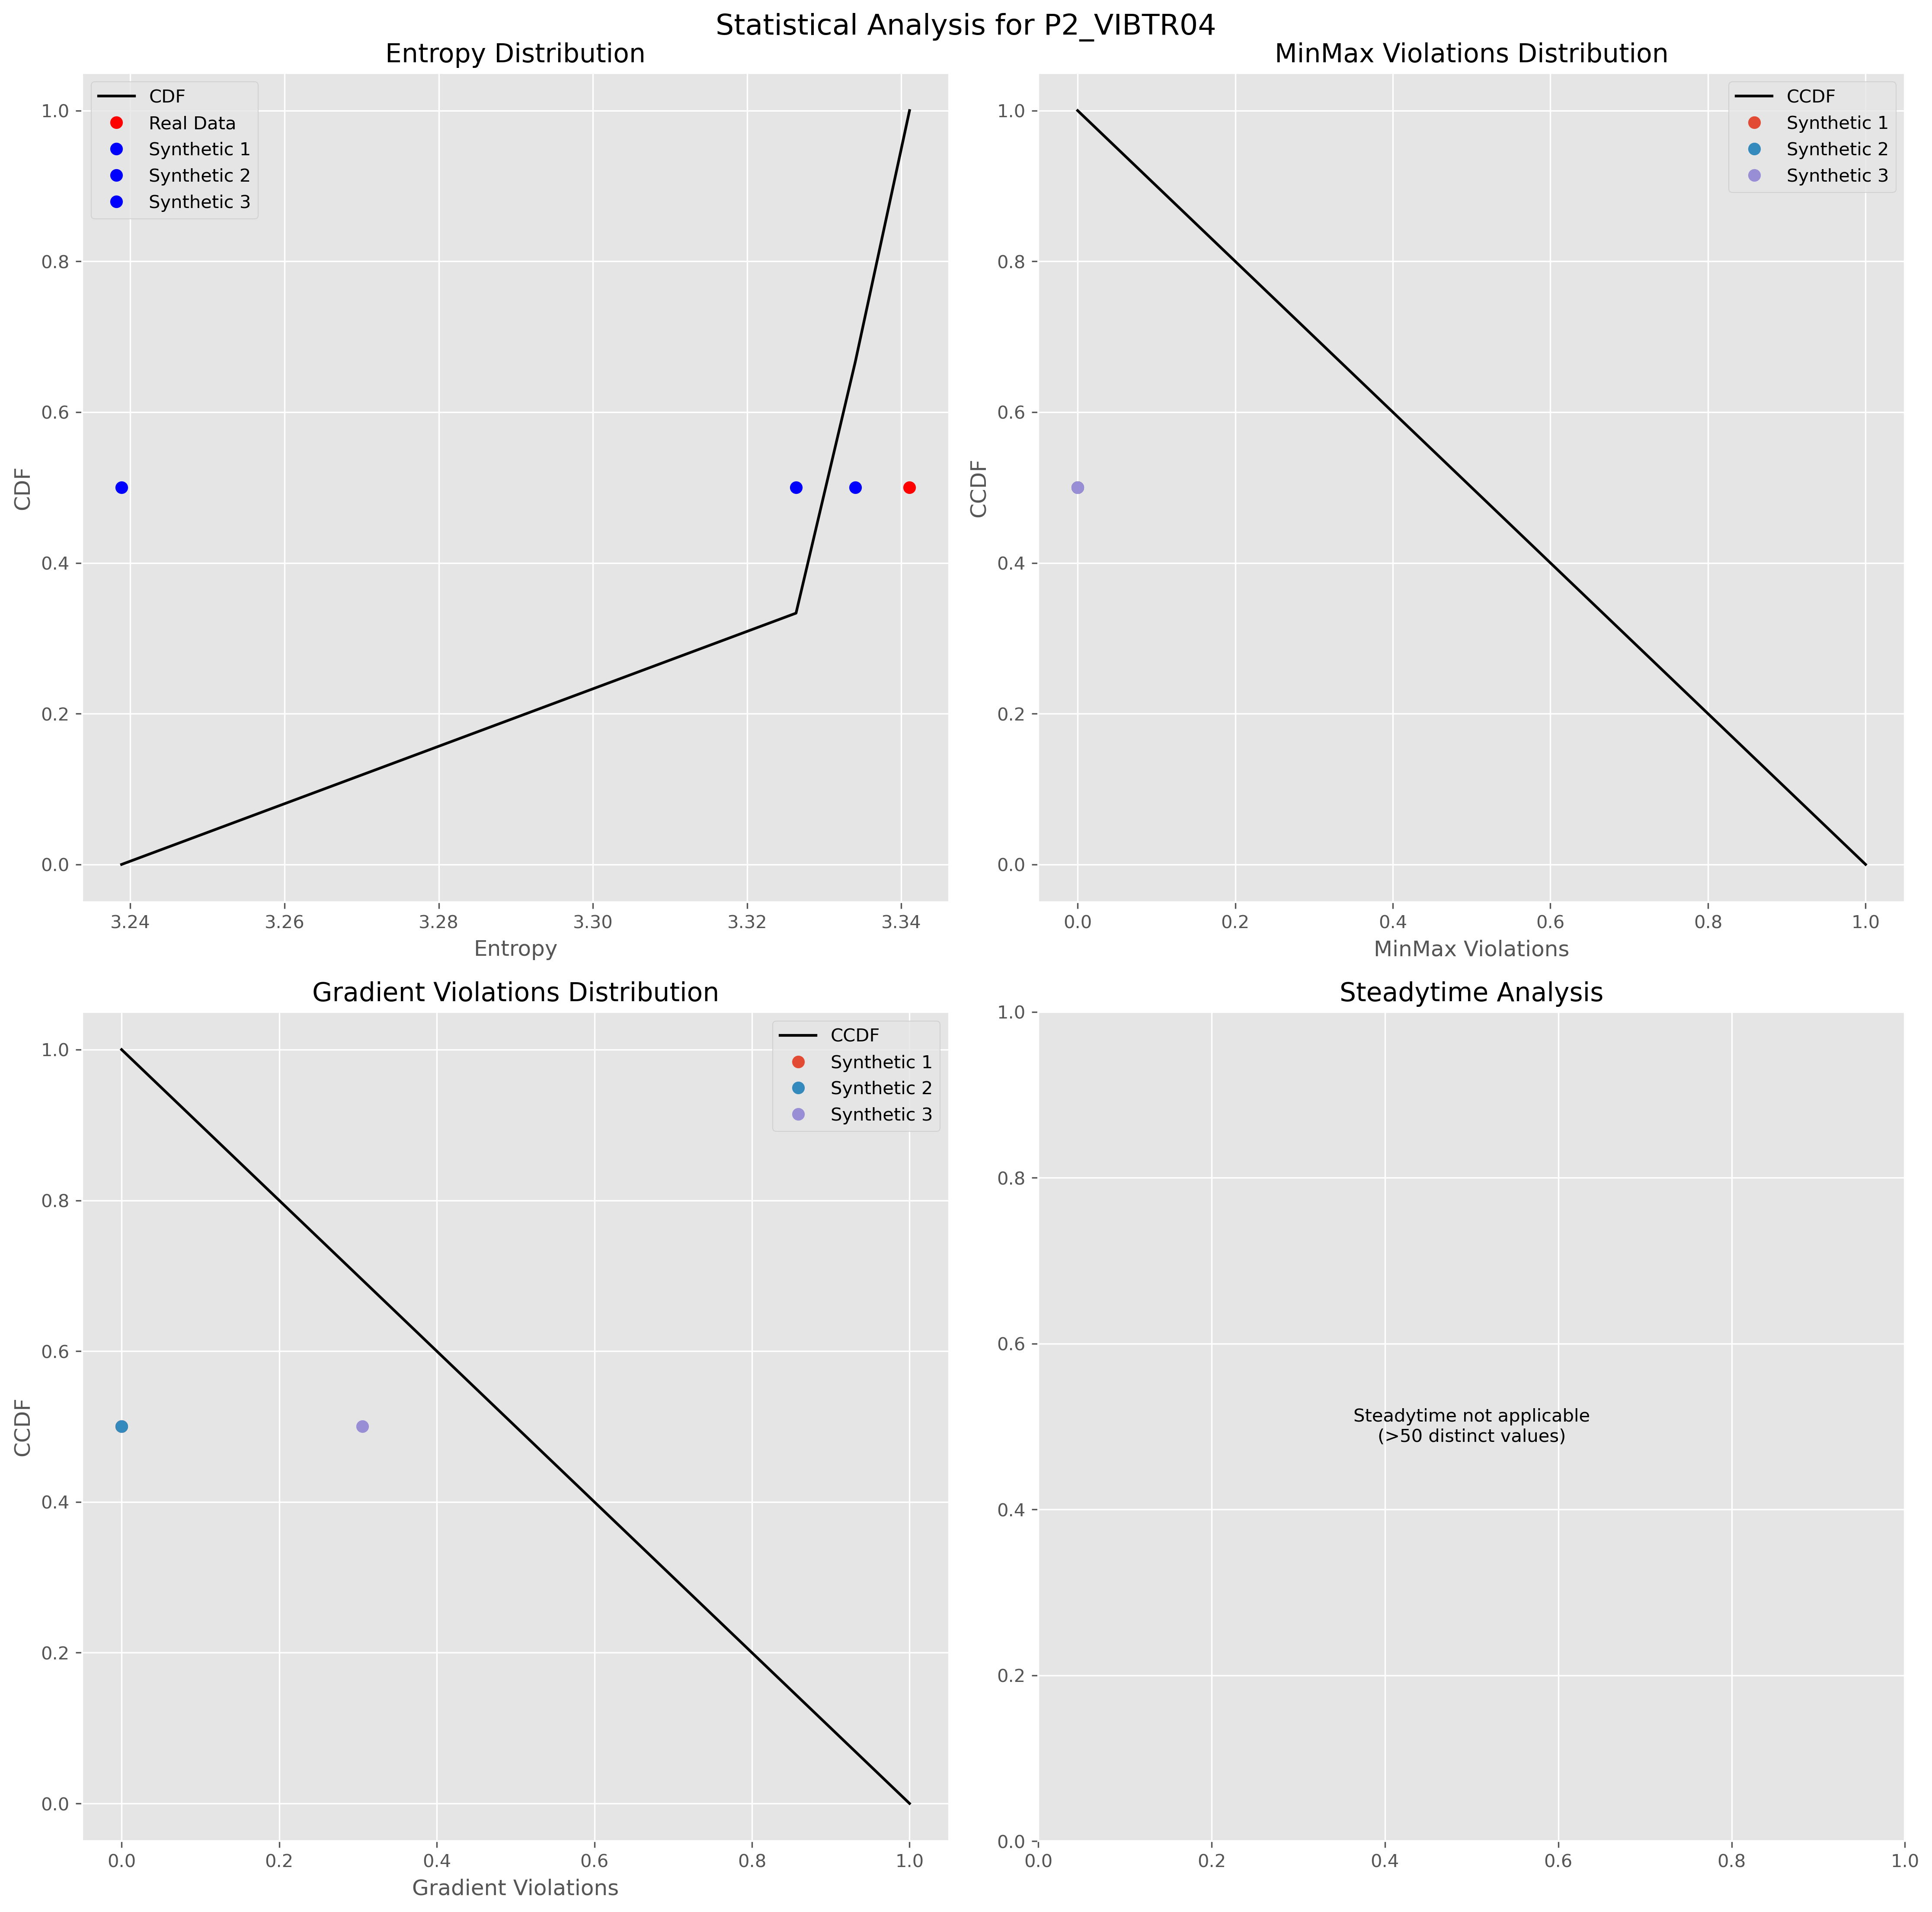 Statistical Analysis for P2_VIBTR04
Entropy Distribution
CDF
Real Data
Synthetic 1
Synthetic 2
Synthetic 3
1.0
0.8
0.6
0.4
0.2
0.0
CDF
3.24 3.26 3.28 3.30 3.32 3.34
Entropy
MinMax Violations Distribution
CCDF
Synthetic 1
Synthetic 2
Synthetic 3
1.0
0.8
0.6
0.4
0.2
0.0
CCDF
0.0 0.2 0.4 0.6 0.8 1.0
MinMax Violations
Gradient Violations Distribution
CCDF
Synthetic 1
Synthetic 2
Synthetic 3
1.0
0.8
0.6
0.4
0.2
0.0
CCDF
0.0 0.2 0.4 0.6 0.8 1.0
Gradient Violations
Steadytime Analysis
1.0
0.8
0.6
0.4
0.2
0.0
Steadytime not applicable
(>50 distinct values)
0.0 0.2 0.4 0.6 0.8 1.0